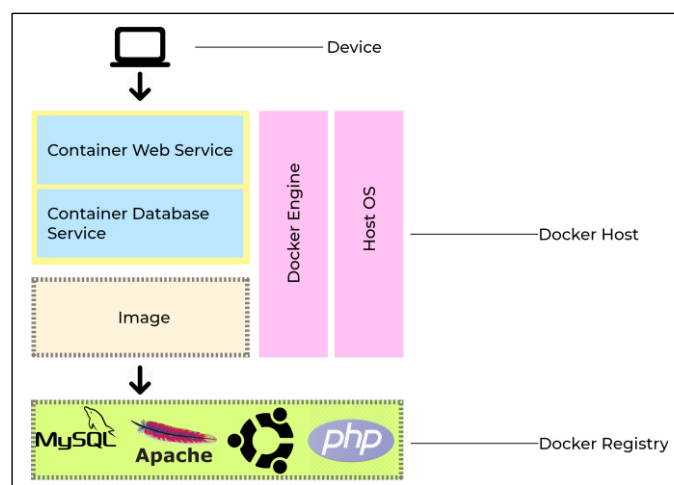 Device
Container Web Service
Container Database
Service
Docker Engine
Host OS
Docker Host
Image
MySQL
Apache
php
Docker Registry